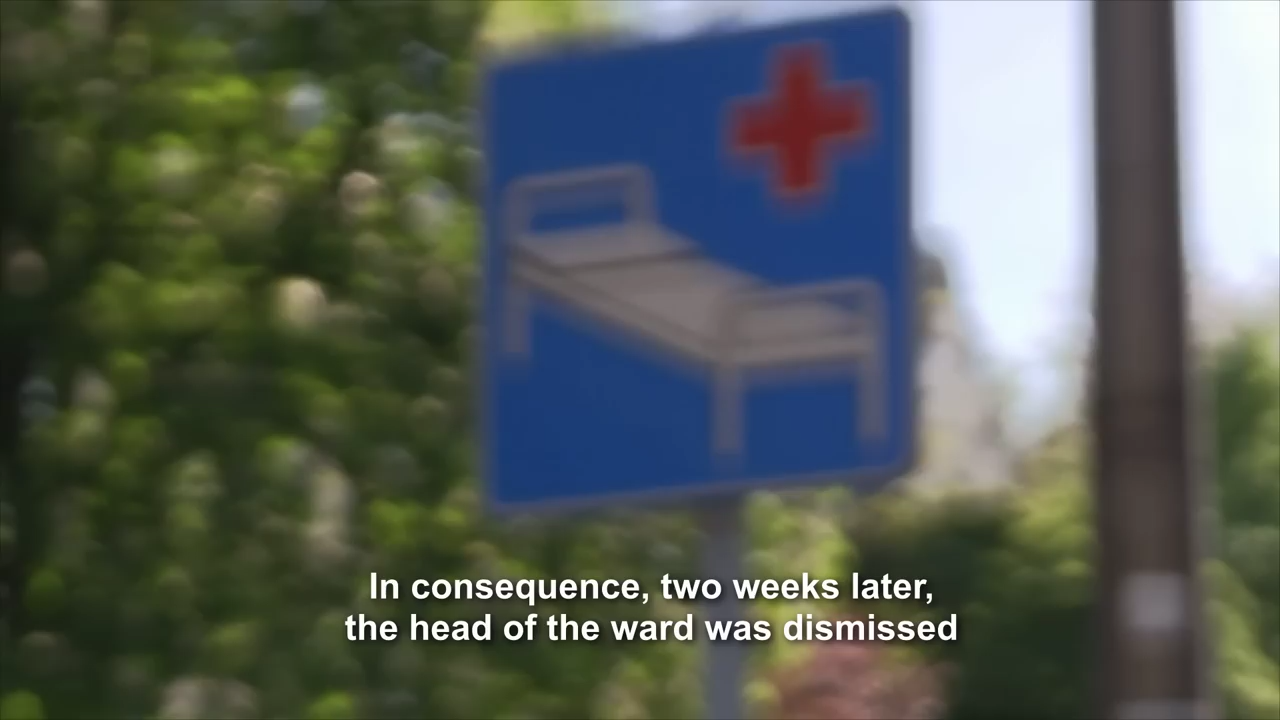 In consequence, two weeks later,
the head of the ward was dismissed